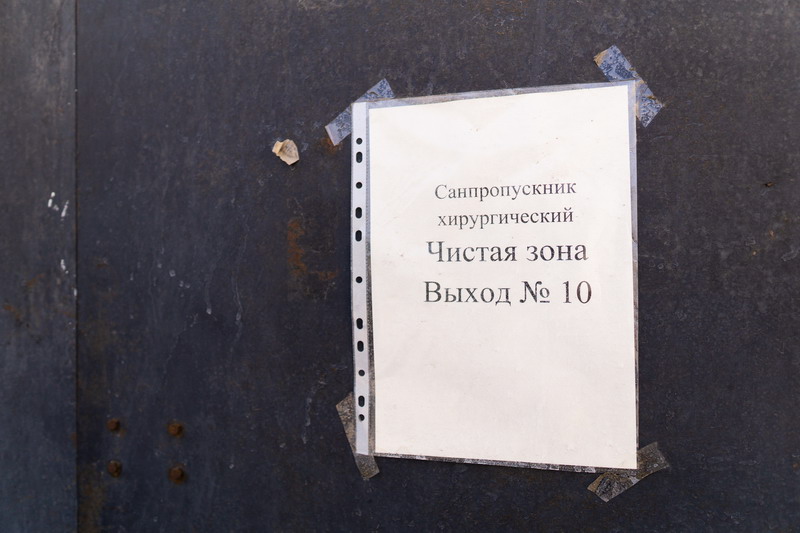 Санпропускник
хирургический
Чистая зона
Выход № 10